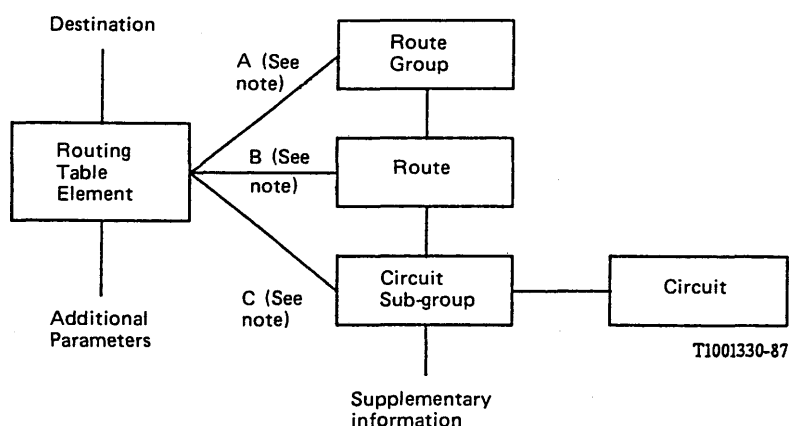 Destination
Routing
Table
Element
Additional
Parameters
A (See
note)
B (See
note)
C (See
note)
Route
Group
Route
Circuit
Sub-group
Supplementary
information
Circuit
T1001330-87